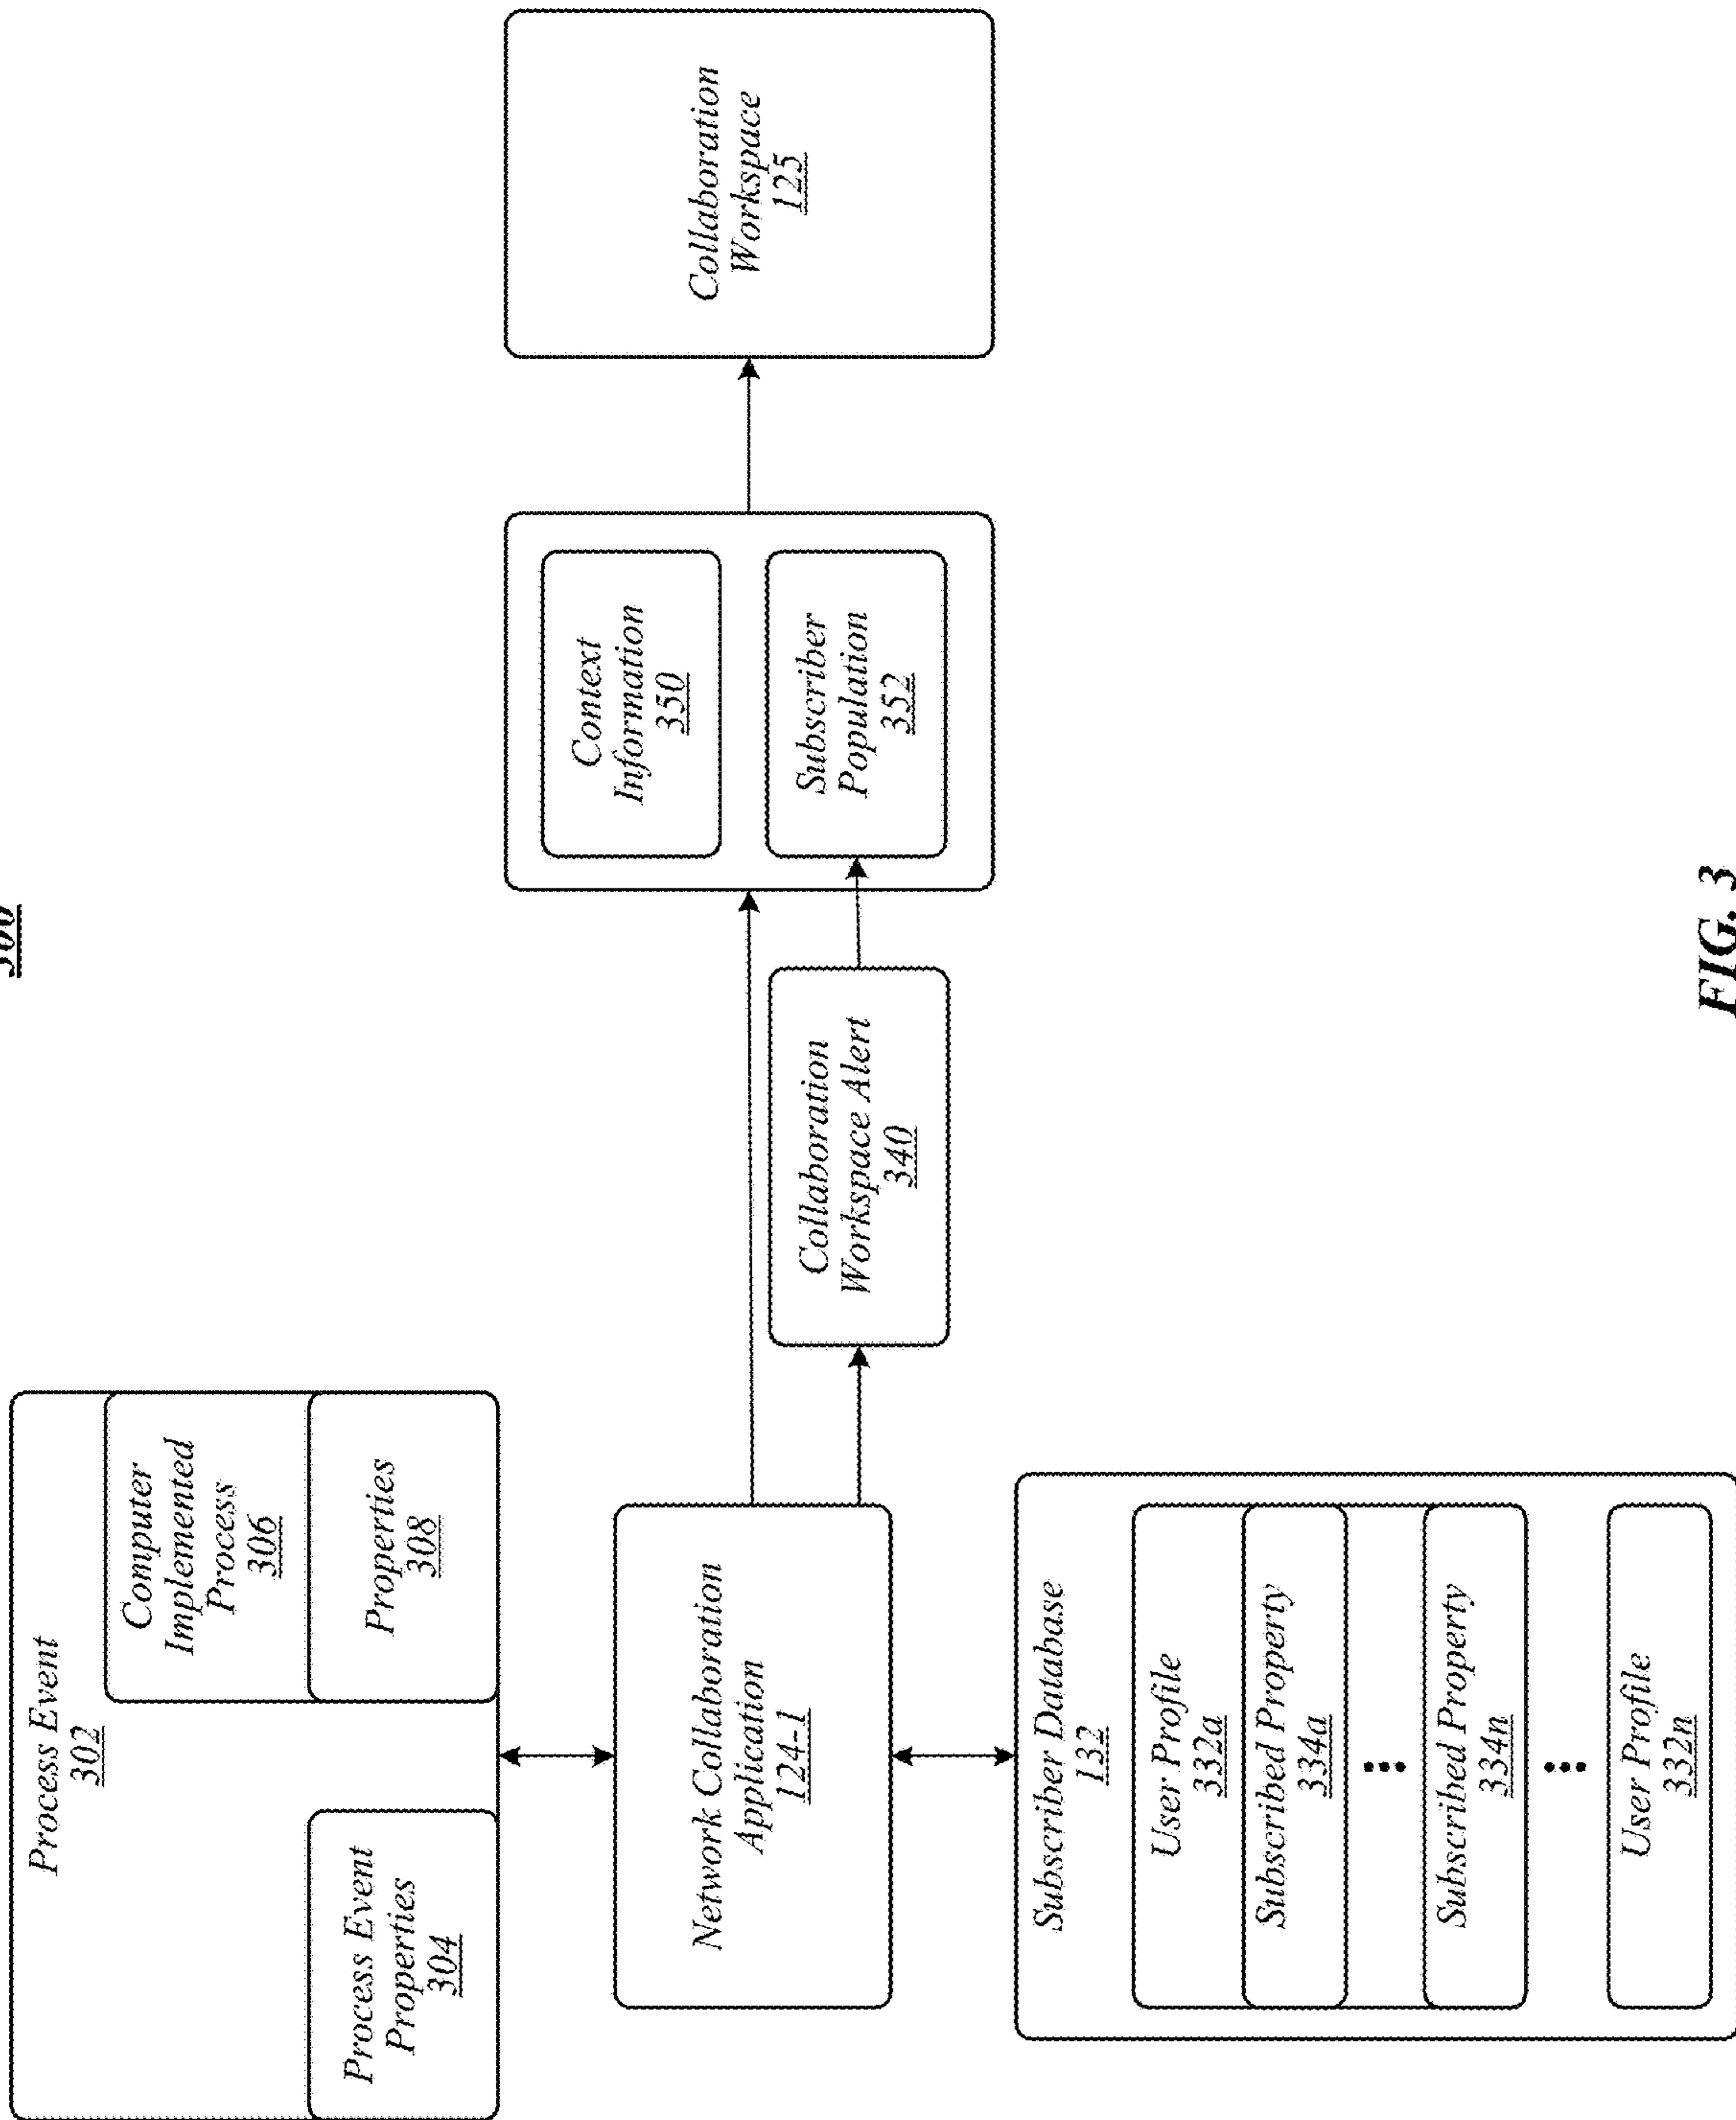 300
Process Event
302
Process Event
Properties
304
Computer
Implemented
Process
306
Properties
308
Network Collaboration
Application
124-1
Subscriber Database
132
User Profile
332a
Subscribed Property
334a
•••
Subscribed Property
334n
•••
User Profile
332n
Collaboration
Workspace Alert
340
Context
Information
350
Subscriber
Population
352
Collaboration
Workspace
125
FIG. 3